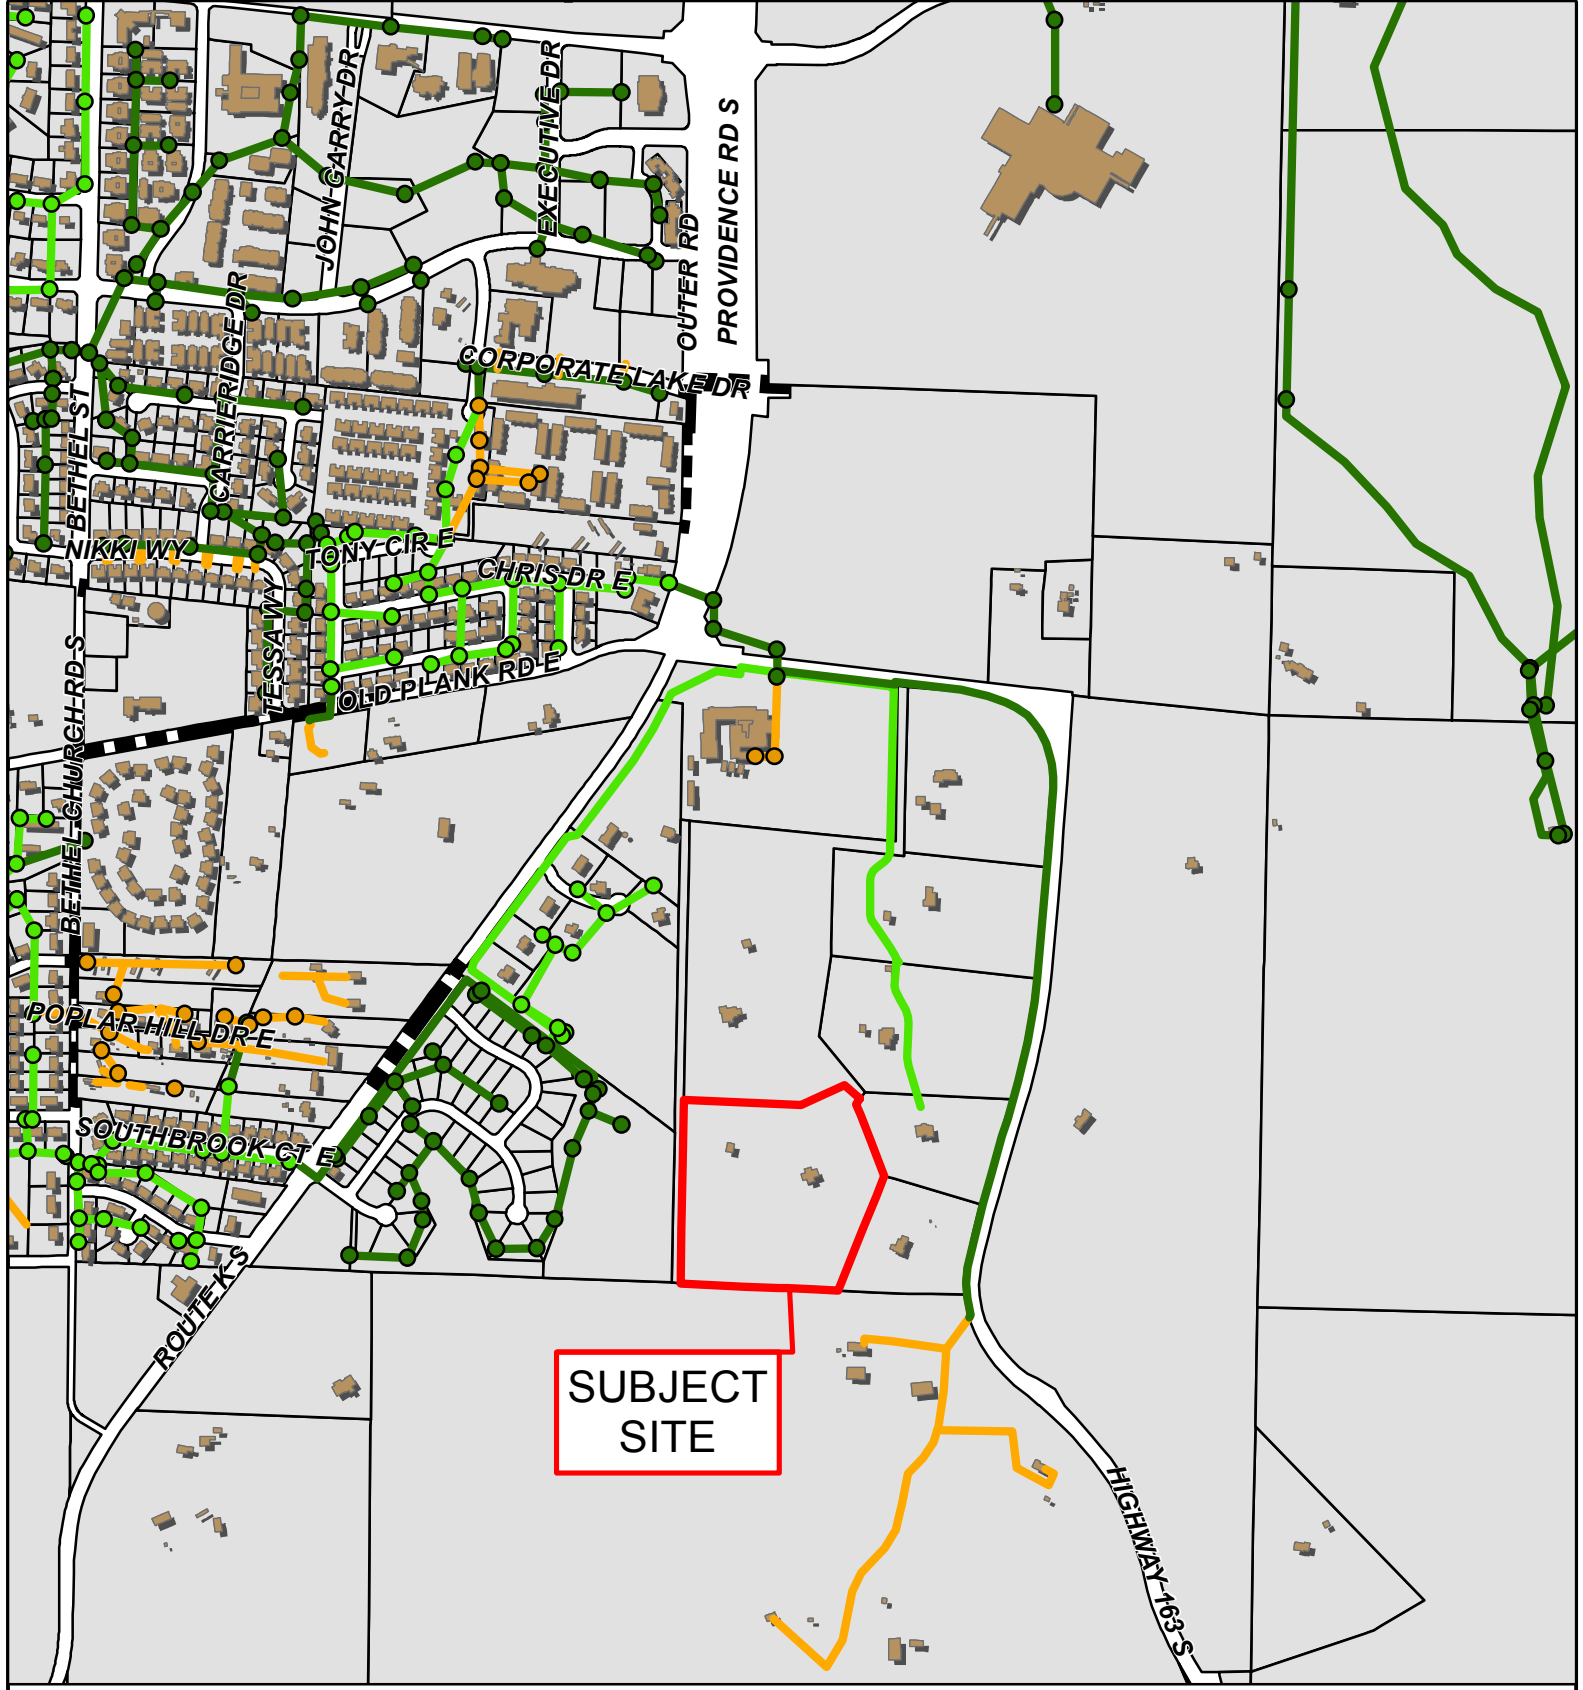 JOHN GARRY DR
EXECUTIVE DR
PROVIDENCE RD S
OUTER RD
CARRIERIDGE DR
CORPORATE LAKE DR
BETHEL ST
NIKKI WY
TONY CIR E
CHRIS DR E
TESSA WY
OLD PLANK RD E
BETHEL CHURCH RD S
POPLAR HILL DR E
SOUTHBROOK CT E
ROUTE K S
SUBJECT
SITE
HIGHWAY 163 S